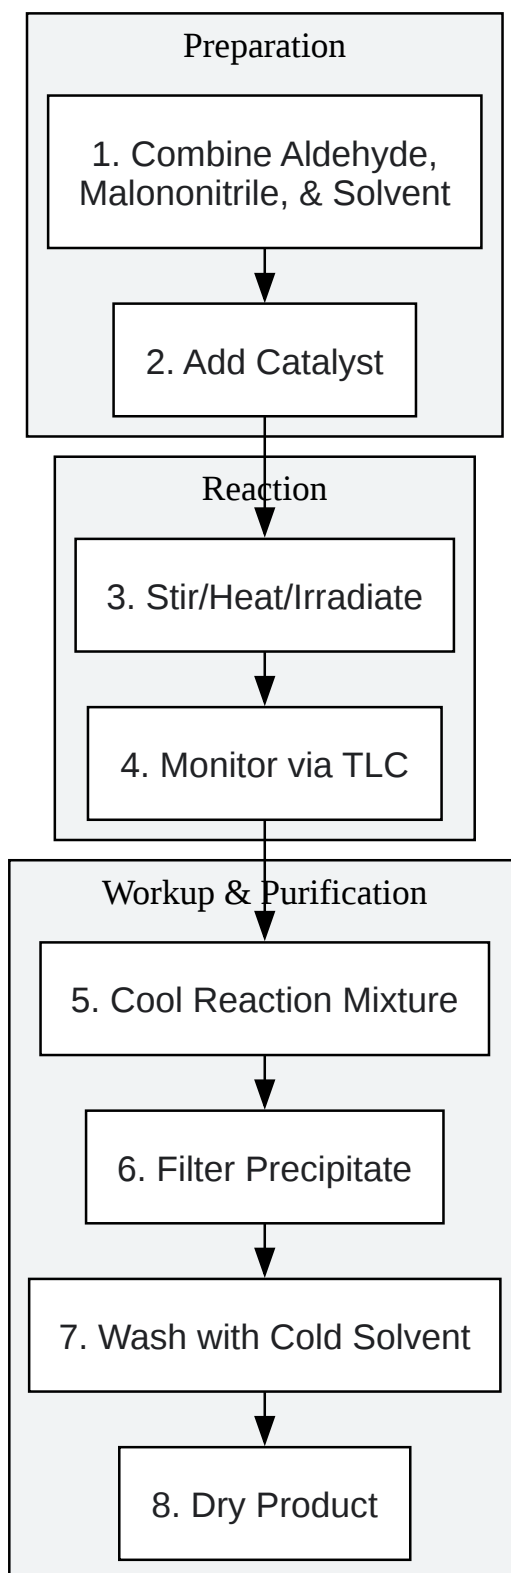 Preparation
1. Combine Aldehyde,
Malononitrile, & Solvent
2. Add Catalyst
Reaction
3. Stir/Heat/Irradiate
4. Monitor via TLC
Workup & Purification
5. Cool Reaction Mixture
6. Filter Precipitate
7. Wash with Cold Solvent
8. Dry Product